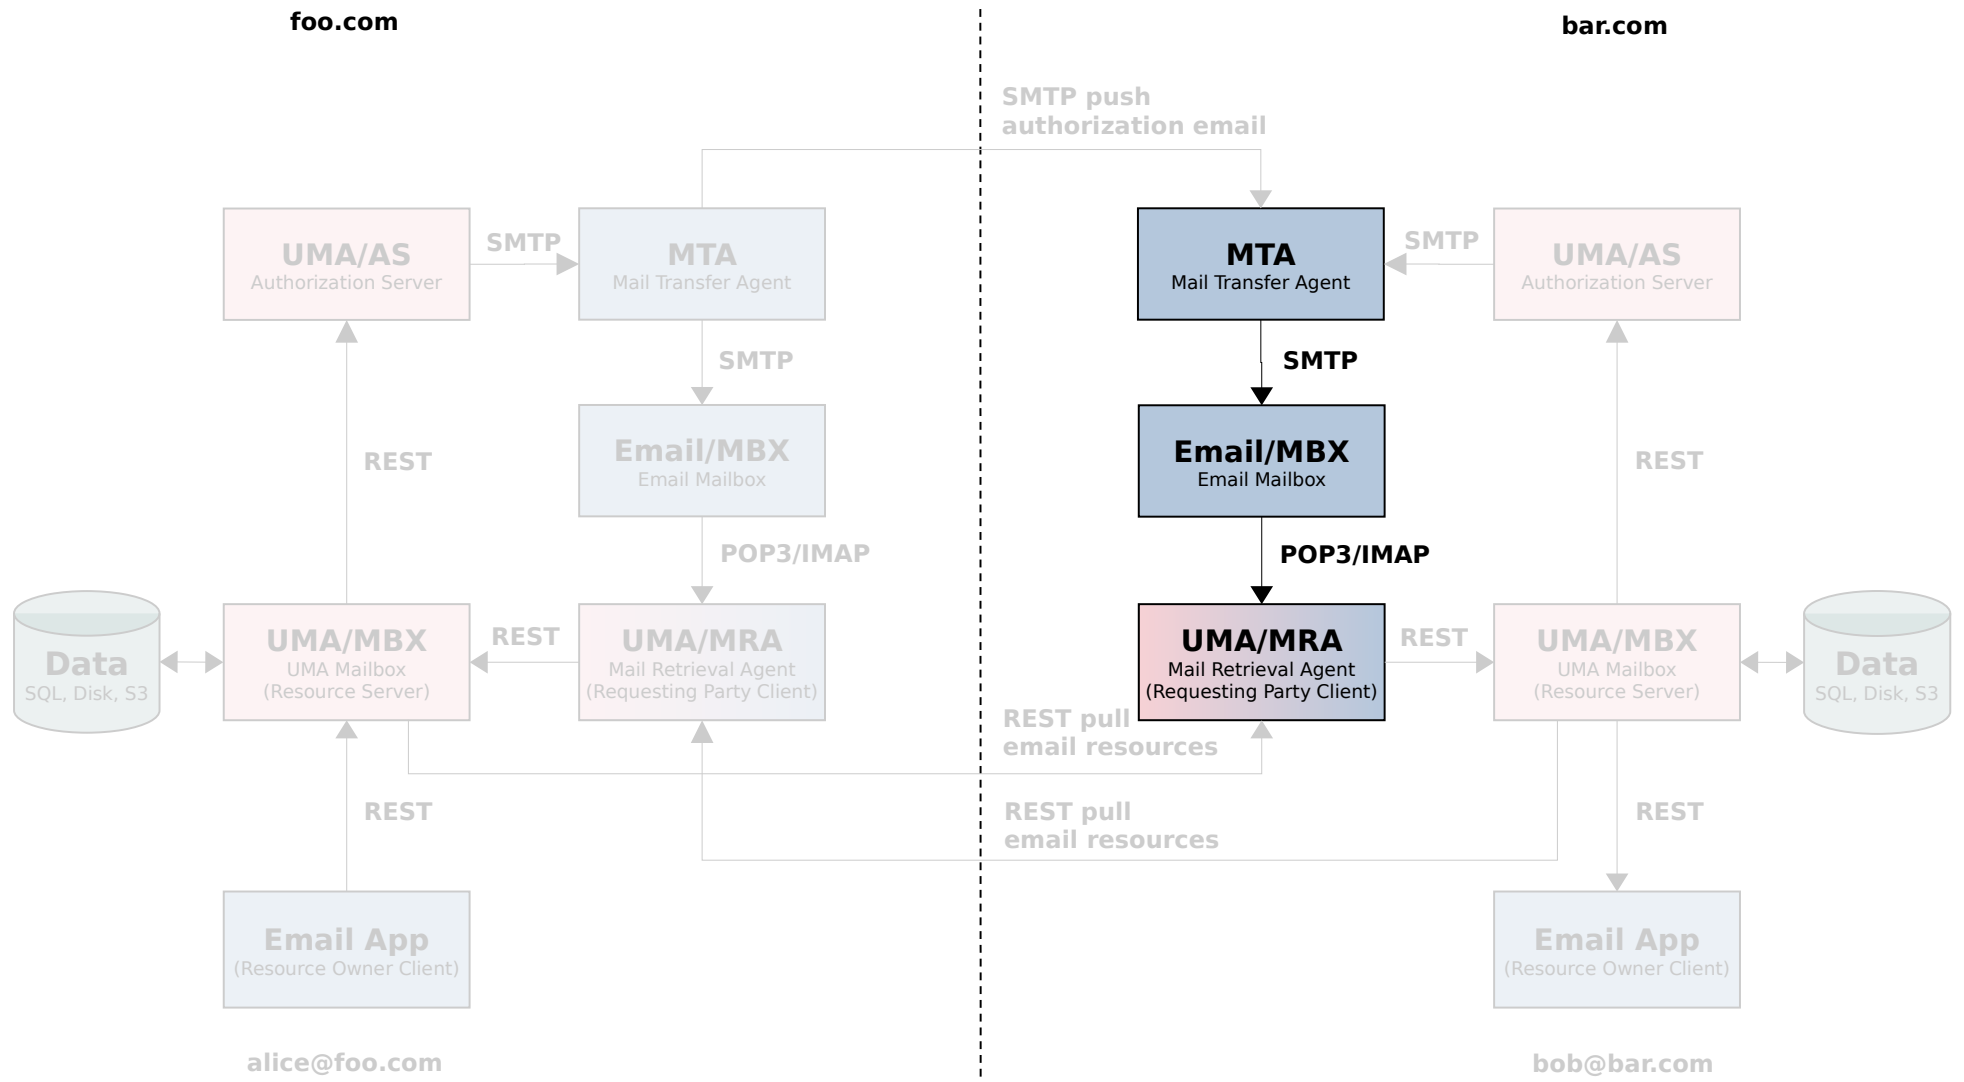 foo.com
bar.com
SMTP push
authorization email
UMA/AS
Authorization Server
SMTP
MTA
Mail Transfer Agent
MTA
Mail Transfer Agent
SMTP
UMA/AS
Authorization Server
SMTP
SMTP
Email/MBX
Email Mailbox
Email/MBX
Email Mailbox
REST
REST
POP3/IMAP
POP3/IMAP
Data
SQL, Disk, S3
UMA/MBX
UMA Mailbox
(Resource Server)
REST
UMA/MRA
Mail Retrieval Agent
(Requesting Party Client)
UMA/MRA
Mail Retrieval Agent
(Requesting Party Client)
REST
UMA/MBX
UMA Mailbox
(Resource Server)
Data
SQL, Disk, S3
REST pull
email resources
REST
REST pull
email resources
REST
Email App
(Resource Owner Client)
Email App
(Resource Owner Client)
alice@foo.com
bob@bar.com